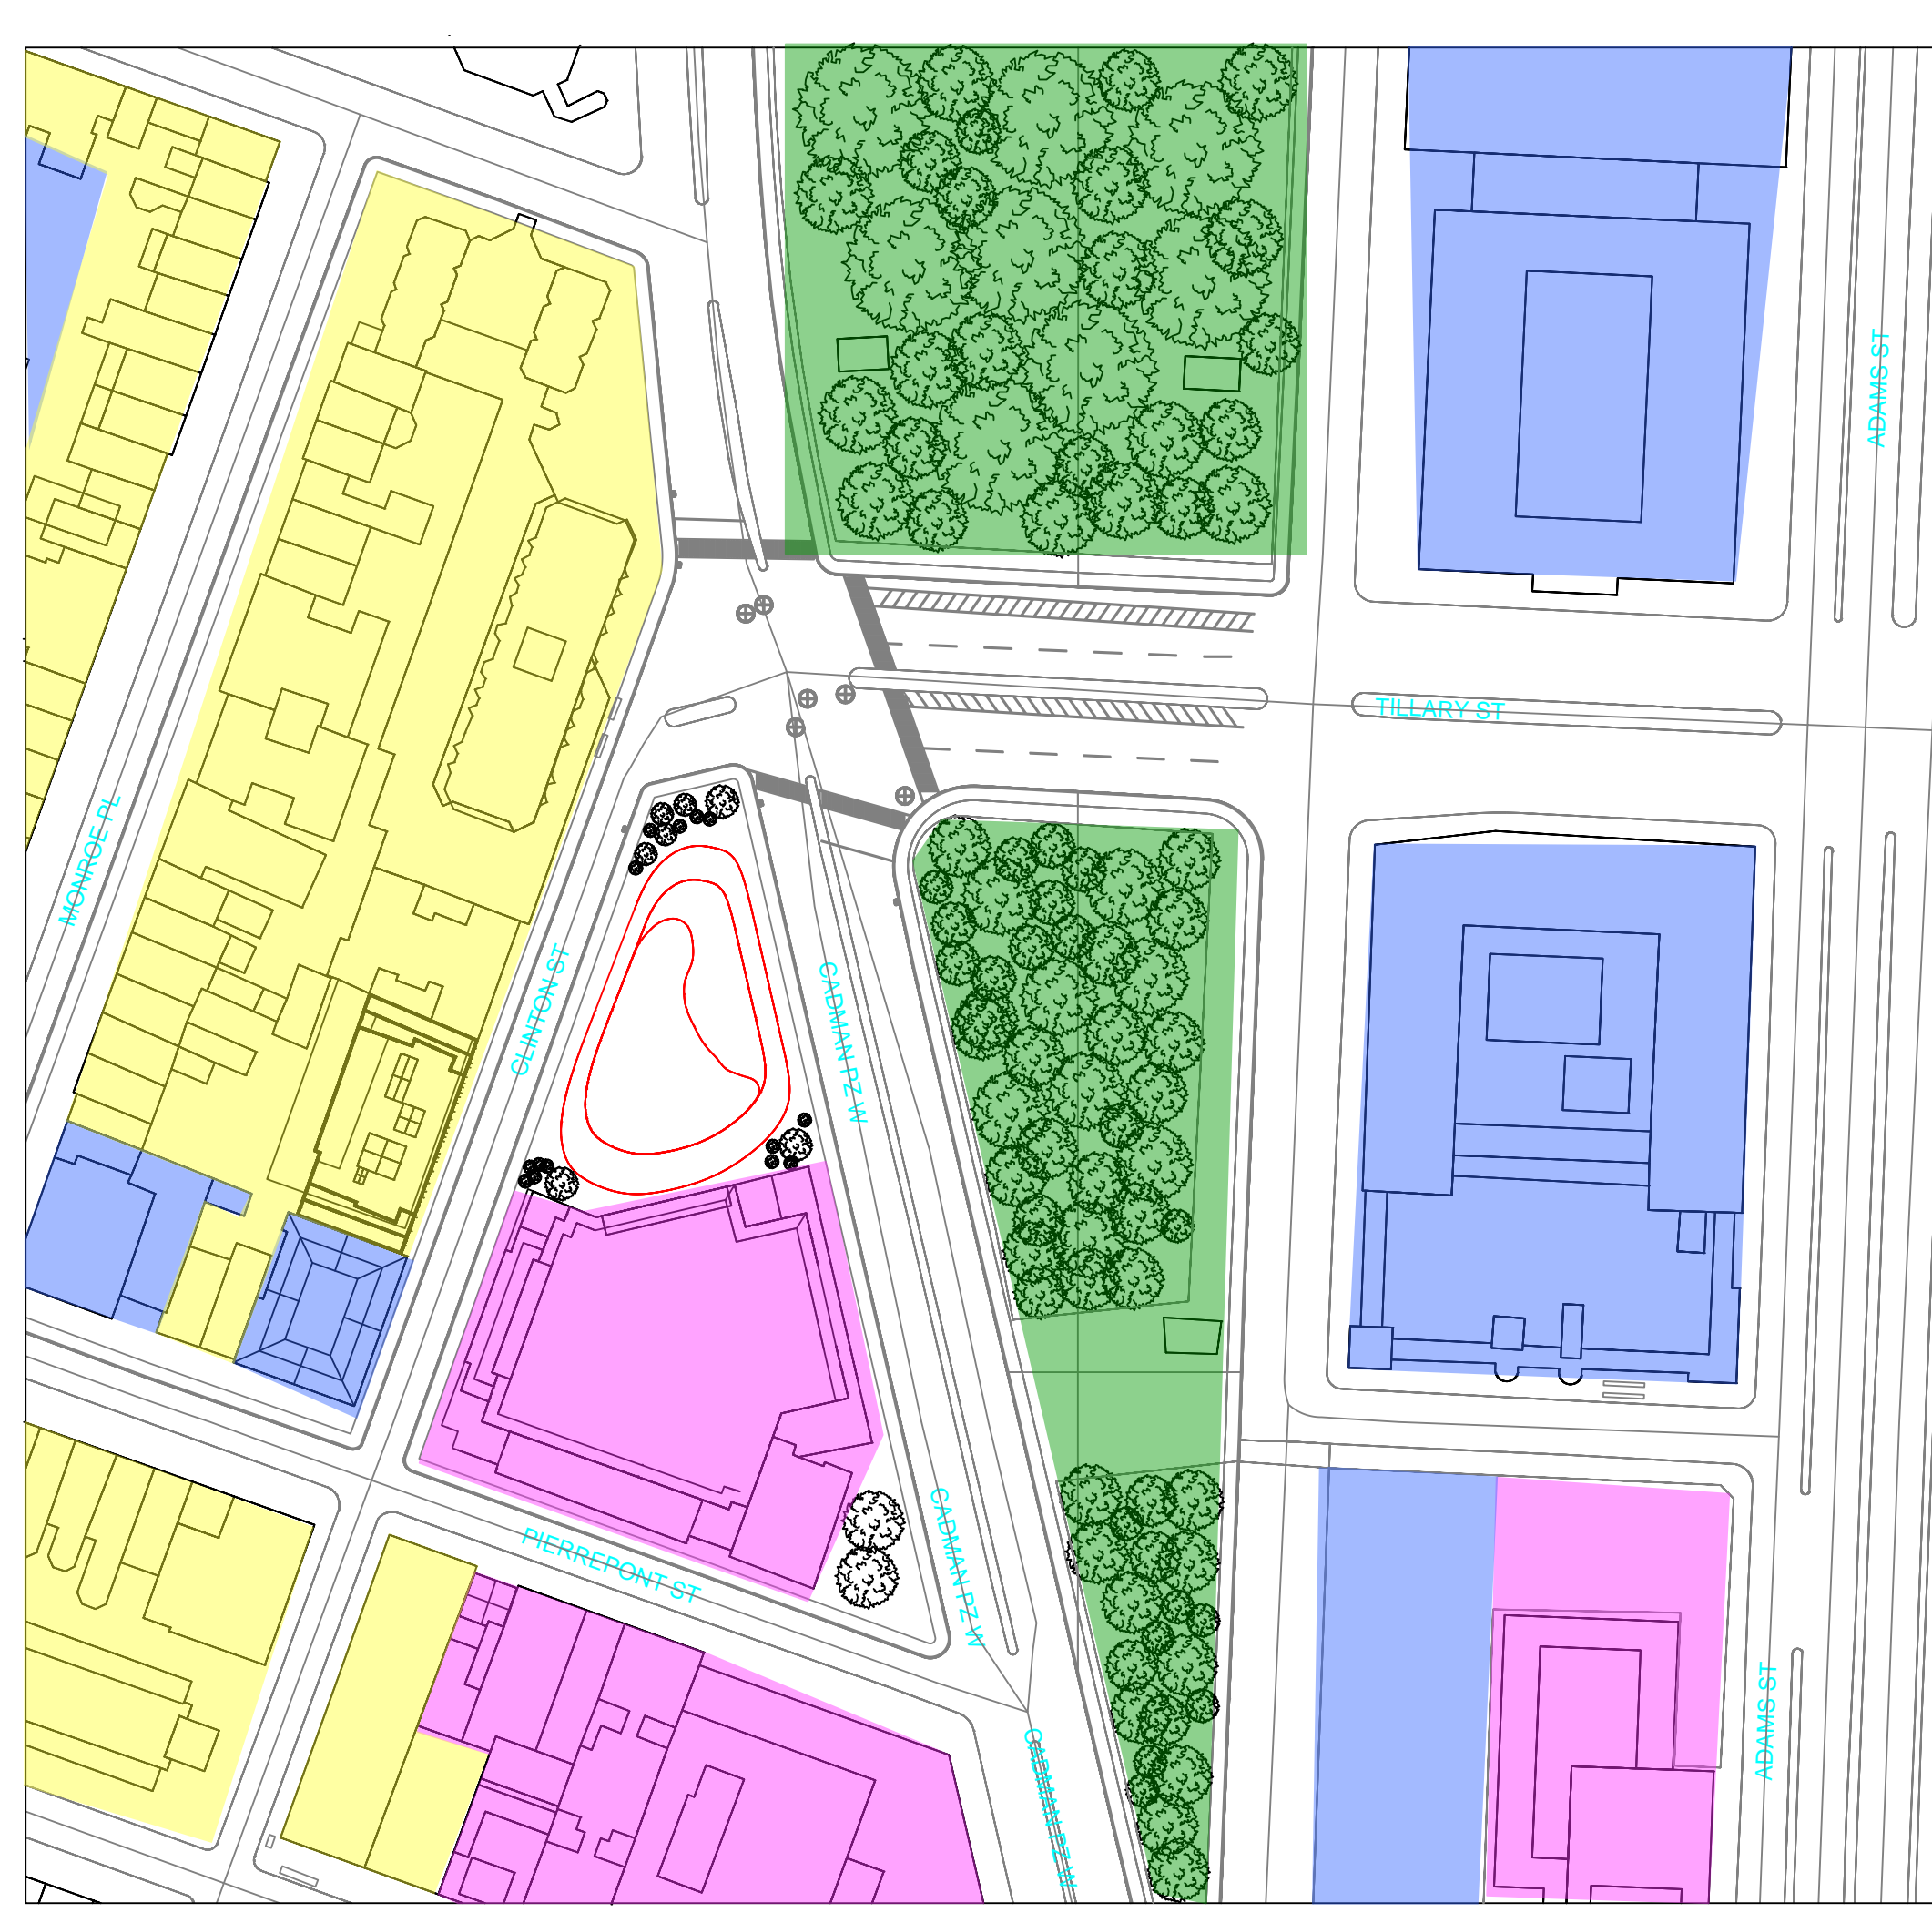 ADAMS ST
TILLARY ST
MONROE PL
CLINTON ST
CADMAN PZ W
CADMAN PZ W
PIERREPONT ST
ADAMS ST
CADMAN PZ W